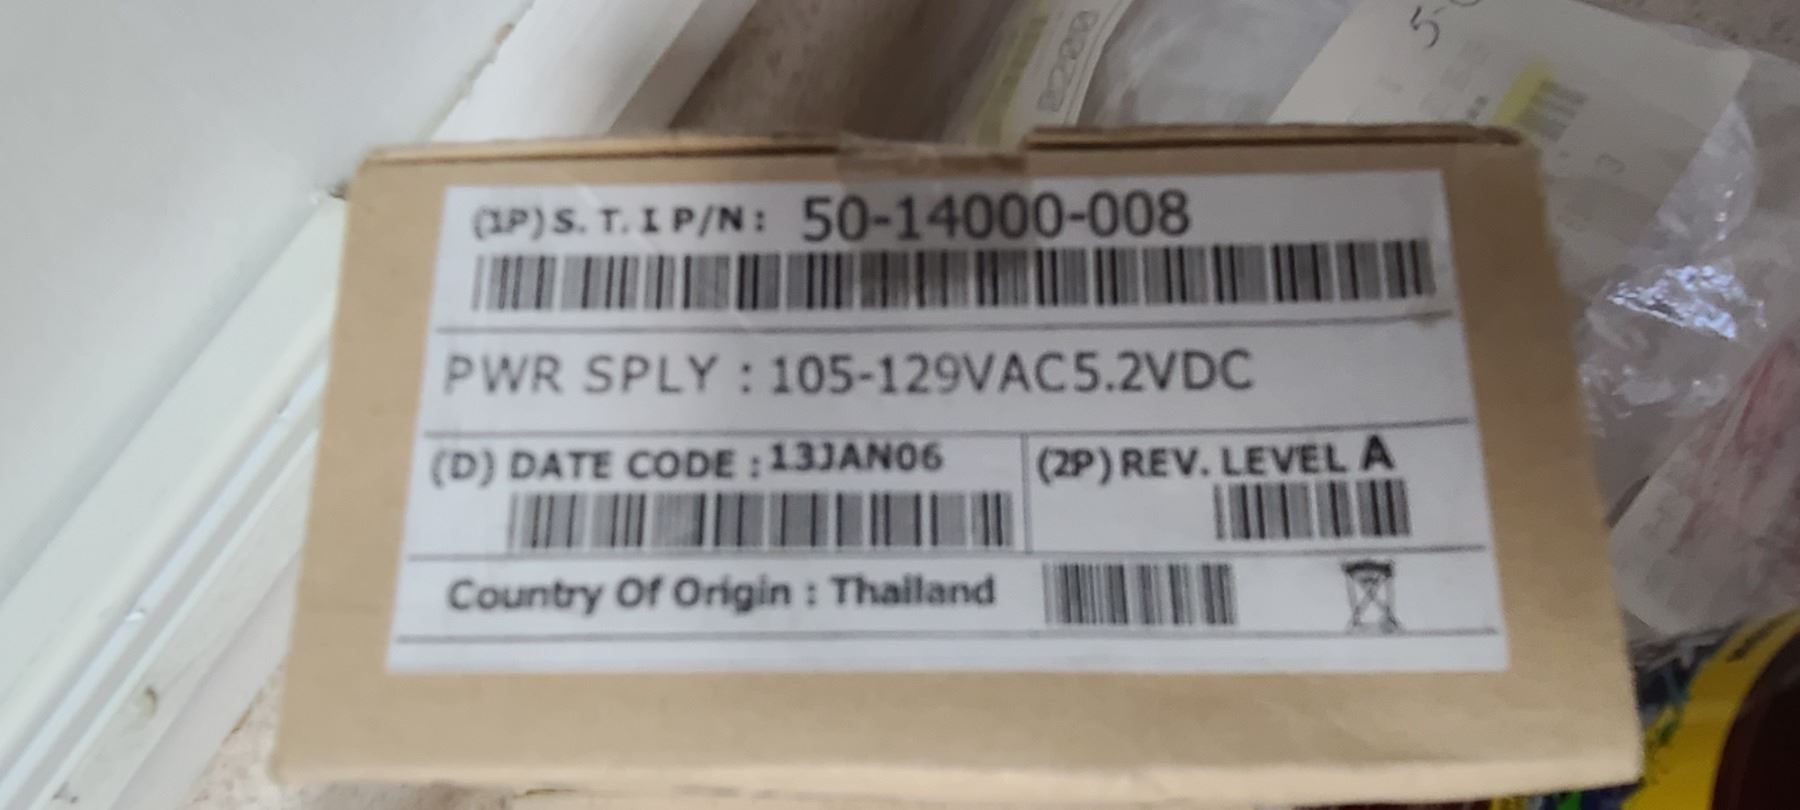 (1P) S. T. I P/N: 50-14000-008
PWR SPLY : 105-129VAC5.2VDC
(D) DATE CODE : 13JAN06
(2P) REV. LEVEL A
Country Of Origin : Thailand